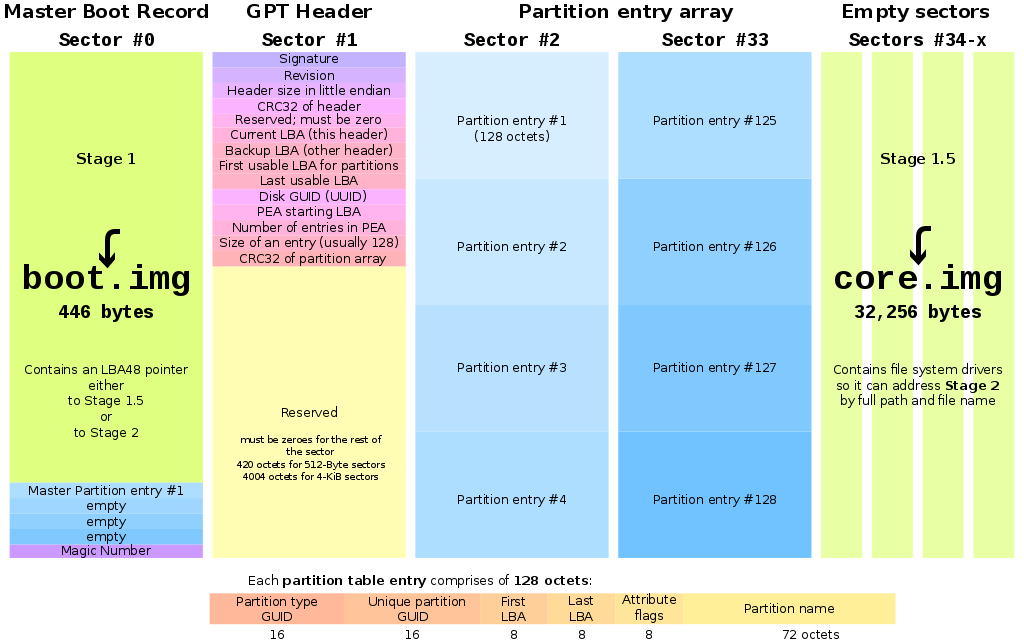 Master Boot Record
Sector #0
Stage 1
boot.img
446 bytes
Contains an LBA48 pointer
either
to Stage 1.5
or
to Stage 2
Master Partition entry #1
empty
empty
empty
Magic Number
GPT Header
Sector #1
Signature
Revision
Header size in little endian
CRC32 of header
Reserved; must be zero
Current LBA (this header)
Backup LBA (other header)
First usable LBA for partitions
Last usable LBA
Disk GUID (UUID)
PEA starting LBA
Number of entries in PEA
Size of an entry (usually 128)
CRC32 of partition array
Reserved
must be zeroes for the rest of
the sector
420 octets for 512-Byte sectors
4004 octets for 4-KiB sectors
Partition entry array
Sector #2
Partition entry #1
(128 octets)
Partition entry #2
Partition entry #3
Partition entry #4
Sector #33
Partition entry #125
Partition entry #126
Partition entry #127
Partition entry #128
Empty sectors
Sectors #34-x
Stage 1.5
core.img
32,256 bytes
Contains file system drivers
so it can address Stage 2
by full path and file name
Each partition table entry comprises of 128 octets:
Partition type
GUID
16
Unique partition
GUID
16
First
LBA
8
Last
LBA
8
Attribute
flags
8
Partition name
72 octets